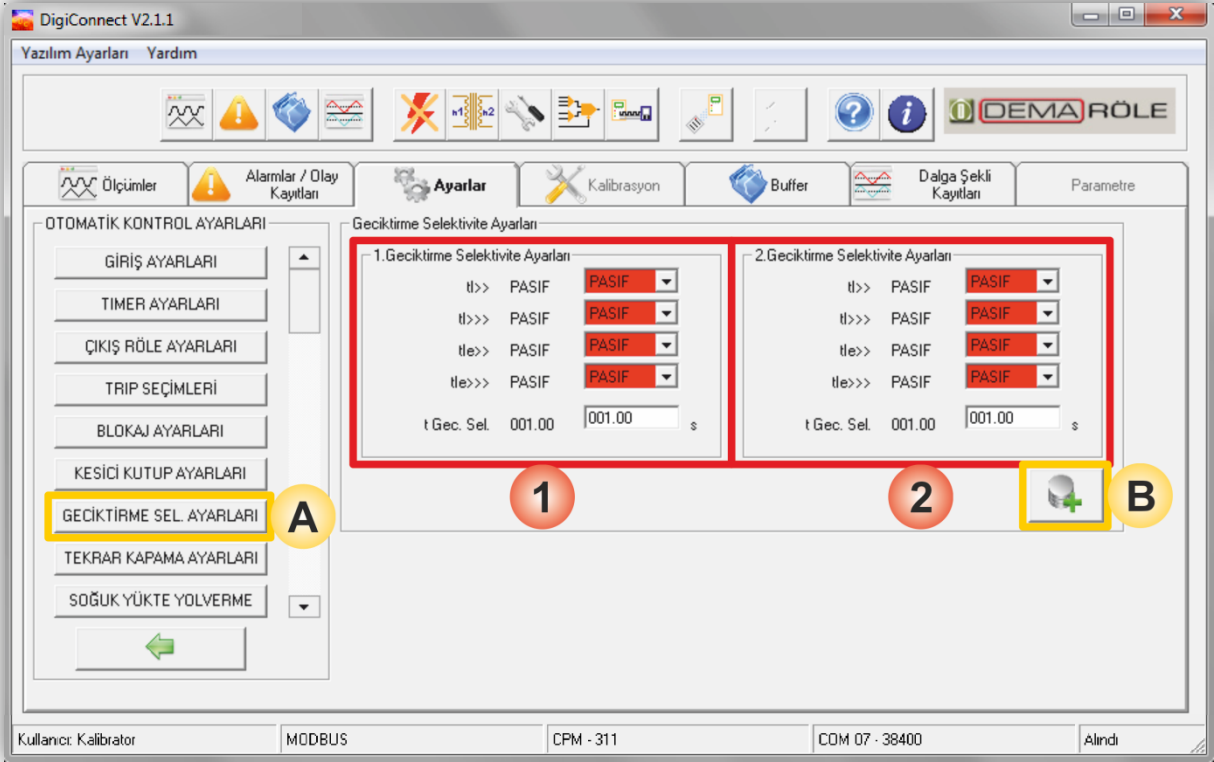 DigiConnect V2.1.1
Yazılım Ayarları Yardım
n1 n2
? i DEMA RÖLE
Ölçümler
Alarmlar / Olay Kayıtları
Ayarlar
Kalibrasyon
Buffer
Dalga Şekli Kayıtları
Parametre
OTOMATİK KONTROL AYARLARI
GİRİŞ AYARLARI
TIMER AYARLARI
ÇIKIŞ RÖLE AYARLARI
TRIP SEÇİMLERİ
BLOKAJ AYARLARI
KESİCİ KUTUP AYARLARI
GECİKTİRME SEL. AYARLARI A
TEKRAR KAPAMA AYARLARI
SOĞUK YÜKTE YOLVERME
Geciktirme Selektivite Ayarları
1.Geciktirme Selektivite Ayarları
tI>> PASIF PASIF
tI>>> PASIF PASIF
tIe>> PASIF PASIF
tIe>>> PASIF PASIF
t Gec. Sel. 001.00 001.00 s
1
2.Geciktirme Selektivite Ayarları
tI>> PASIF PASIF
tI>>> PASIF PASIF
tIe>> PASIF PASIF
tIe>>> PASIF PASIF
t Gec. Sel. 001.00 001.00 s
2
B
Kullanıcı: Kalibrator MODBUS CPM - 311 COM 07 - 38400 Alındı